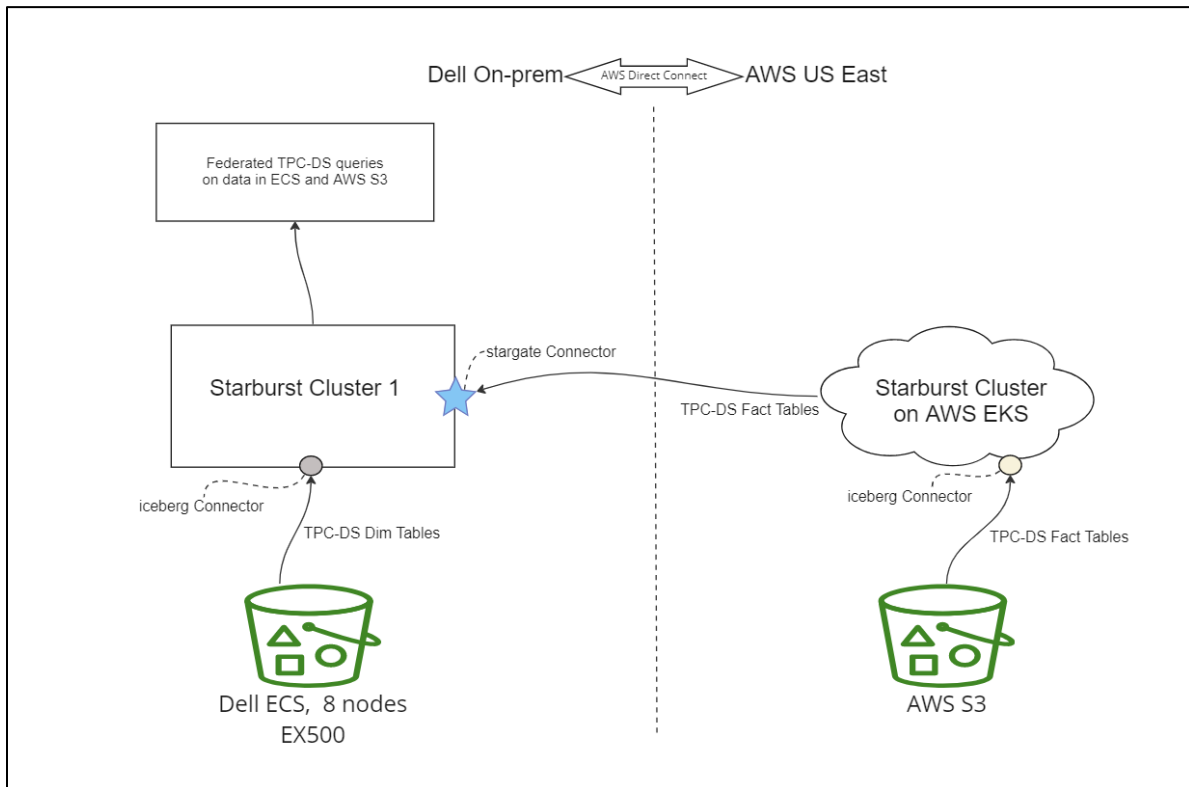 Dell On-prem
AWS Direct Connect
AWS US East
Federated TPC-DS queries
on data in ECS and AWS S3
stargate Connector
Starburst Cluster 1
TPC-DS Fact Tables
Starburst Cluster
on AWS EKS
iceberg Connector
TPC-DS Dim Tables
iceberg Connector
TPC-DS Fact Tables
Dell ECS, 8 nodes
EX500
AWS S3